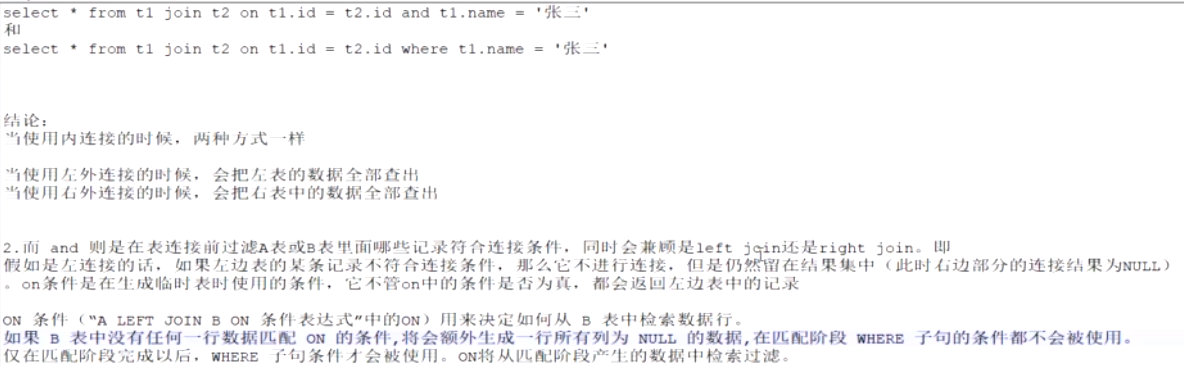 select * from t1 join t2 on t1.id = t2.id and t1.name = '张三'
和
select * from t1 join t2 on t1.id = t2.id where t1.name = '张三'
结论：
当使用内连接的时候，两种方式一样
当使用左外连接的时候，会把左表的数据全部查出
当使用右外连接的时候，会把右表中的数据全部查出
2.而 and 则是在表连接前过滤A表或B表里面哪些记录符合连接条件，同时会兼顾是left join还是right join。即
假如是左连接的话，如果左边表的某条记录不符合连接条件，那么它不进行连接，但是仍然留在结果集中（此时右边部分的连接结果为NULL）
。on条件是在生成临时表时使用的条件，它不管on中的条件是否为真，都会返回左边表中的记录
ON 条件（“A LEFT JOIN B ON 条件表达式”中的ON）用来决定如何从 B 表中检索数据行。
如果 B 表中没有任何一行数据匹配 ON 的条件,将会额外生成一行所有列为 NULL 的数据,在匹配阶段 WHERE 子句的条件都不会被使用。
仅在匹配阶段完成以后，WHERE 子句条件才会被使用。ON将从匹配阶段产生的数据中检索过滤。